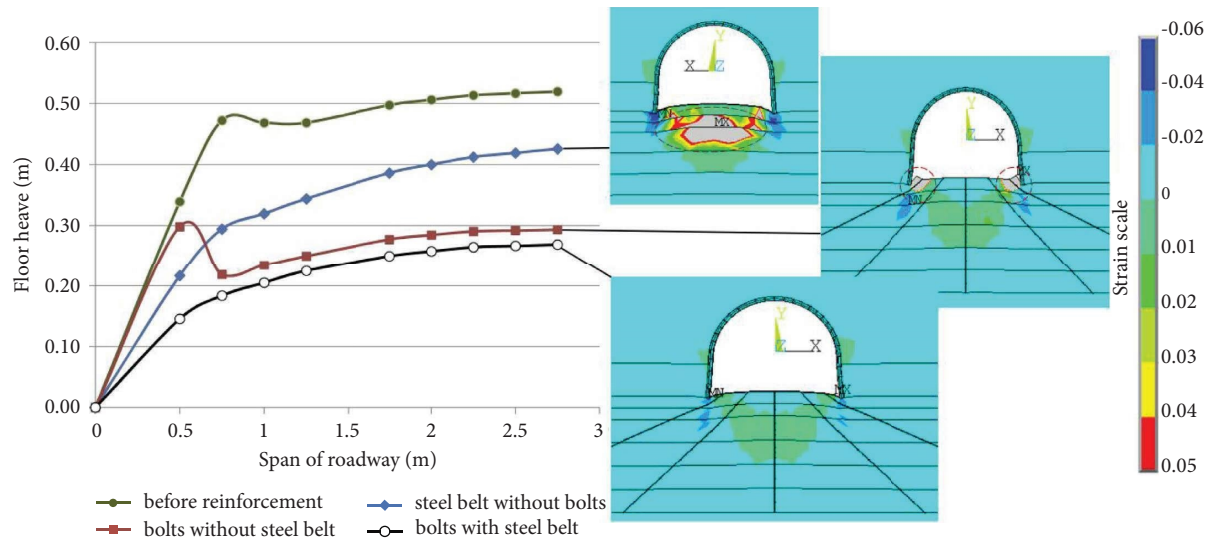 0.60
0.50
0.40
0.30
0.20
0.10
0.00
Floor heave (m)
0 0.5 1 1.5 2 2.5 3
Span of roadway (m)
before reinforcement
steel belt without bolts
bolts without steel belt
bolts with steel belt
Y
X Z
MX
Y
Z X
MN
Y
Z X
MN MX
Strain scale
-0.06
-0.04
-0.02
0
0.01
0.02
0.03
0.04
0.05